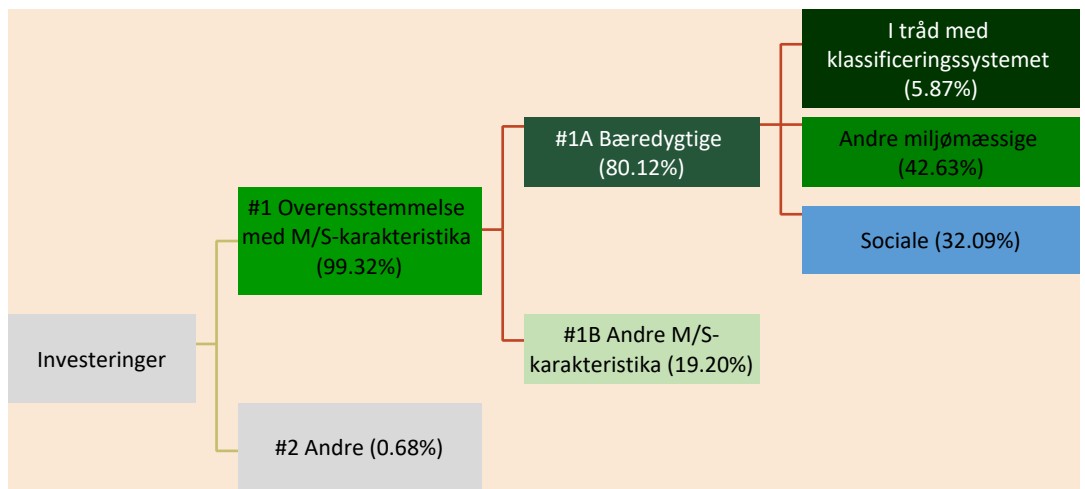 Investeringer
#1 Overensstemmelse
med M/S-karakteristika
(99.32%)
#2 Andre (0.68%)
#1A Bæredygtige
(80.12%)
#1B Andre M/S-
karakteristika (19.20%)
I tråd med
klassificeringssystemet
(5.87%)
Andre miljømæssige
(42.63%)
Sociale (32.09%)